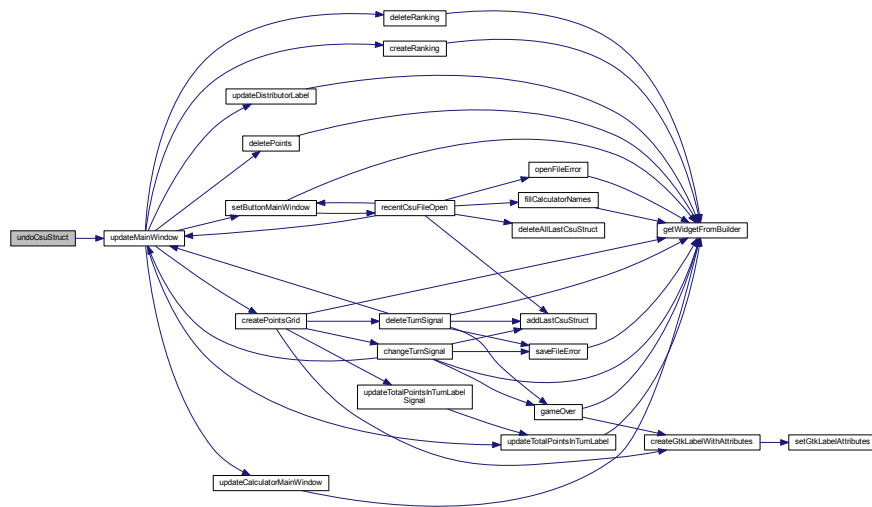 deleteRanking
createRanking
updateDistributorLabel
deletePoints
openFileError
setButtonMainWindow
recentCsuFileOpen
fillCalculatorNames
deleteAllLastCsuStruct
getWidgetFromBuilder
undoCsuStruct
updateMainWindow
createPointsGrid
deleteTurnSignal
addLastCsuStruct
changeTurnSignal
saveFileError
updateTotalPointsInTurnLabel
Signal
gameOver
updateTotalPointsInTurnLabel
createGtkLabelWithAttributes
setGtkLabelAttributes
updateCalculatorMainWindow